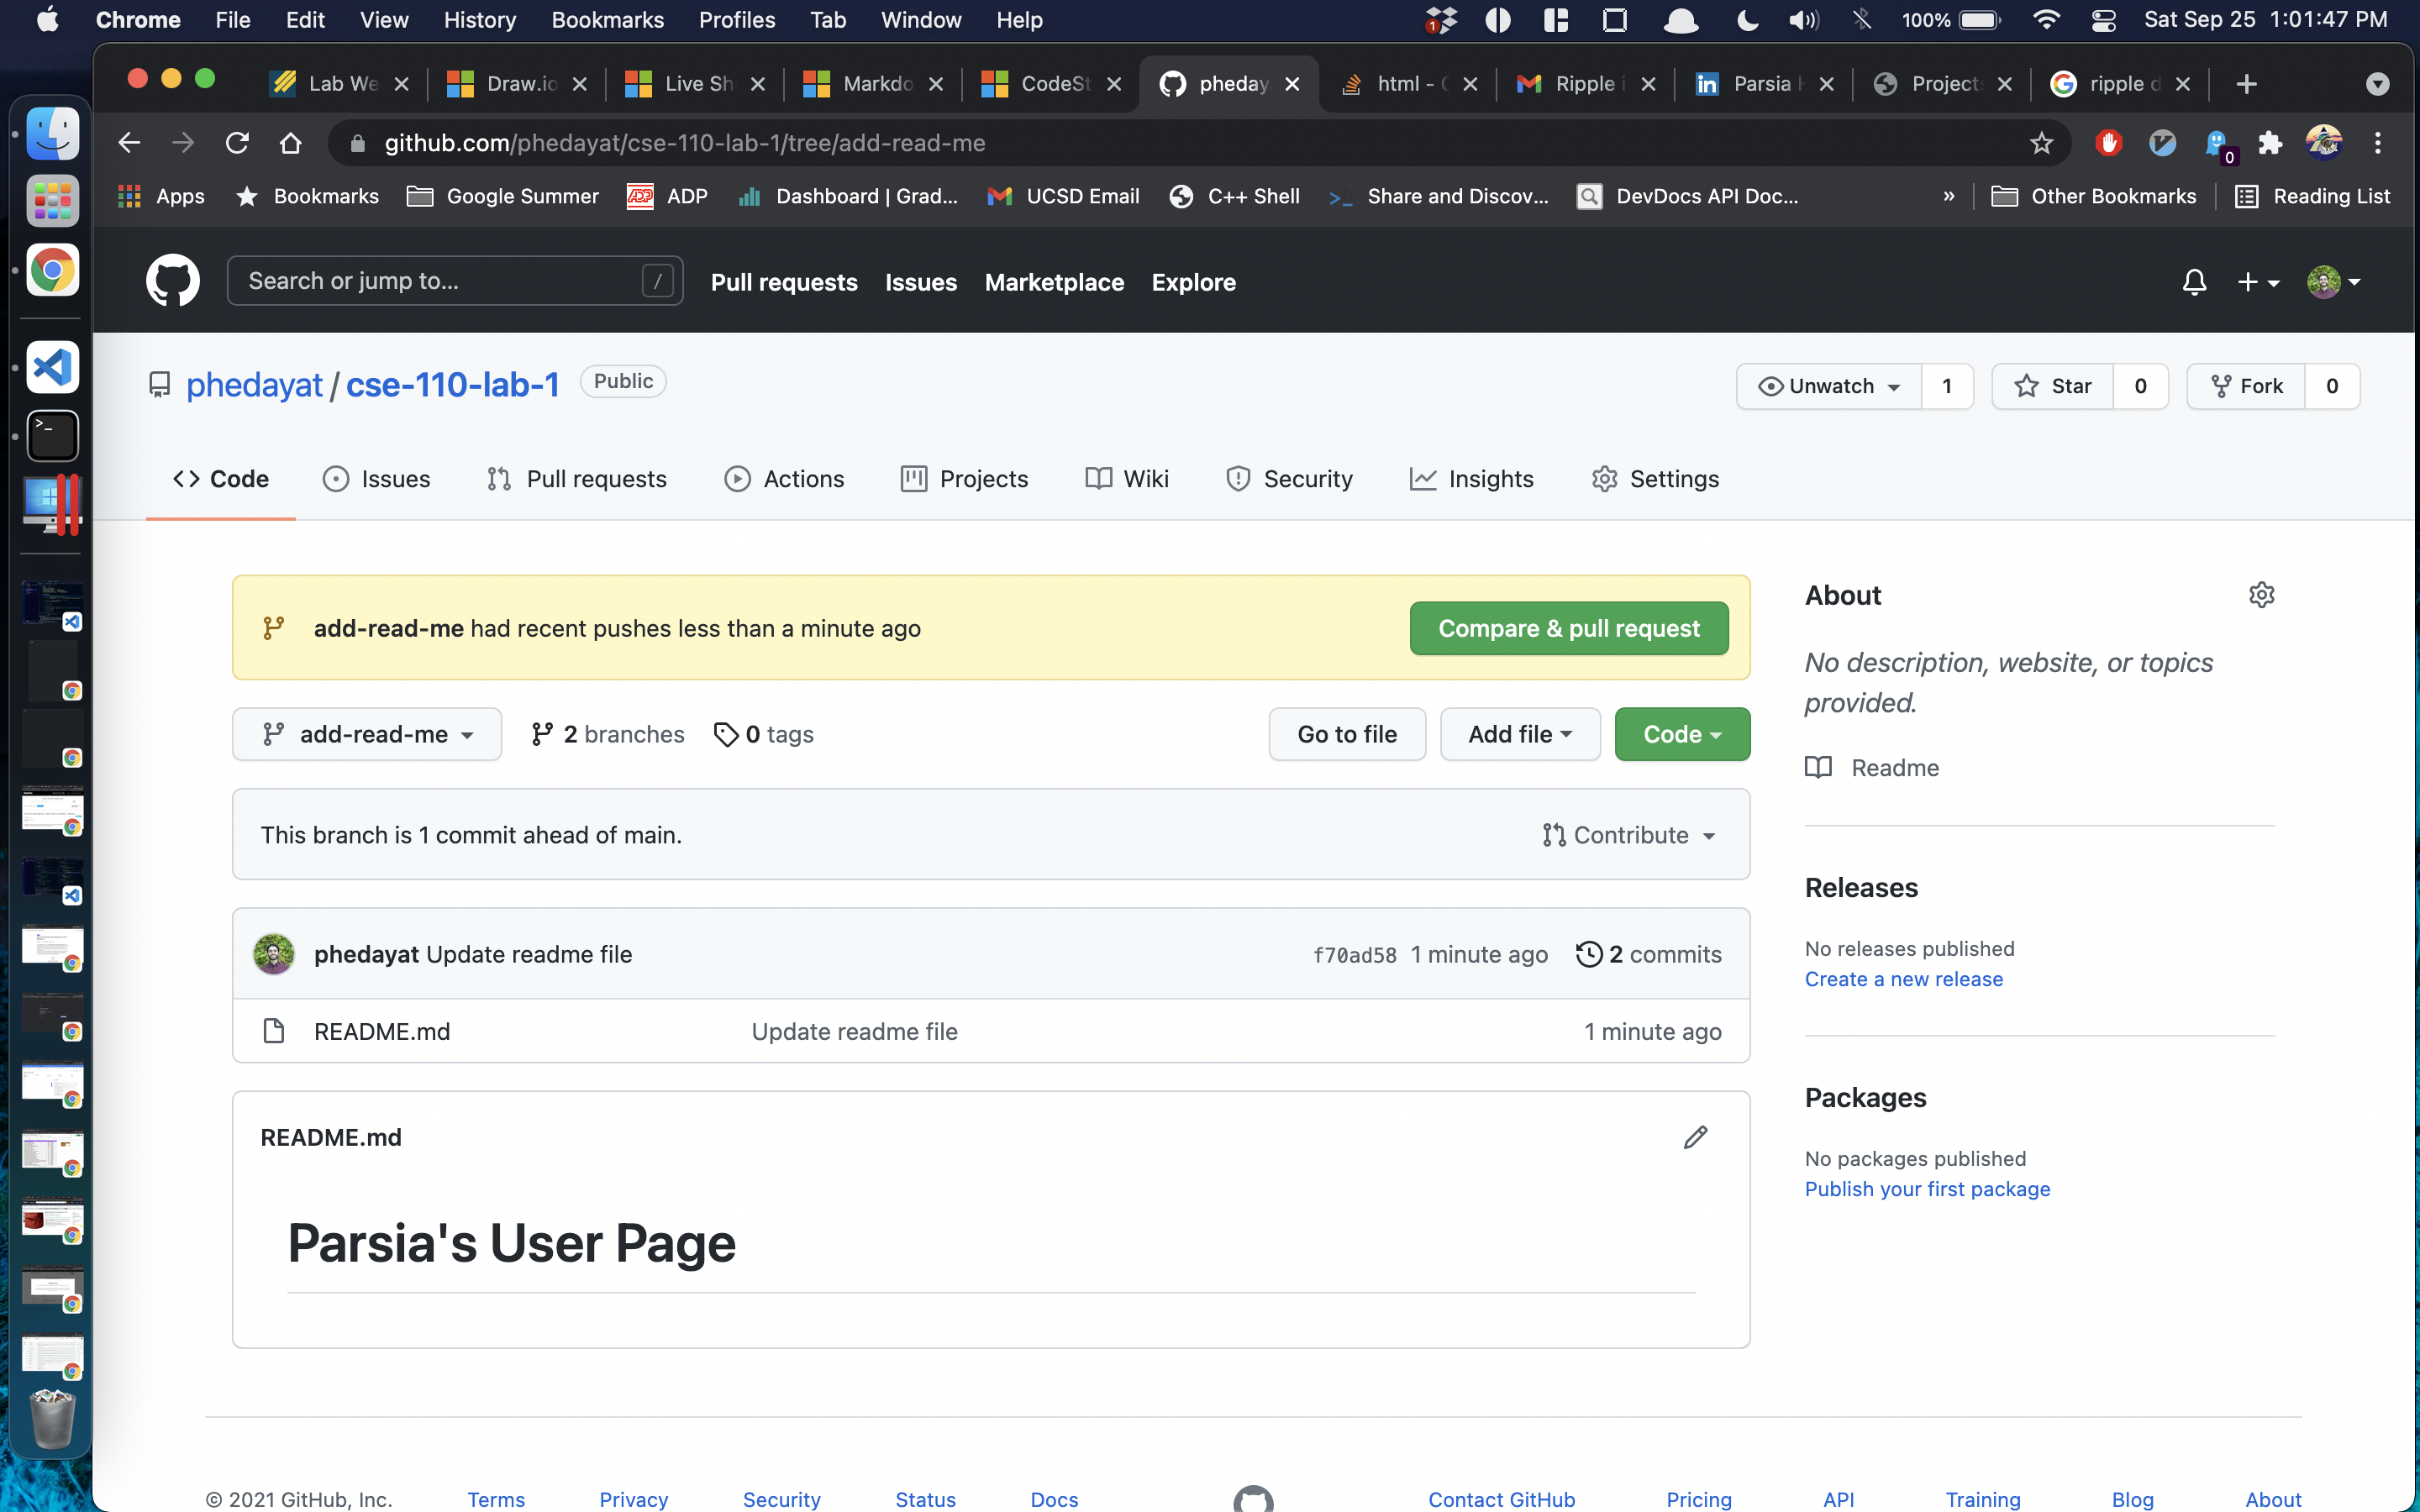 Chrome File Edit View History Bookmarks Profiles Tab Window Help 1 100% Sat Sep 25 1:01:47 PM
Lab We Draw.io Live Sh Markdo CodeSt pheday html - Ripple i Parsia H Project ripple d
github.com/phedayat/cse-110-lab-1/tree/add-read-me 0
Apps Bookmarks Google Summer ADP ADP Dashboard | Grad... UCSD Email C++ Shell Share and Discov... DevDocs API Doc... » Other Bookmarks Reading List
Search or jump to... / Pull requests Issues Marketplace Explore
phedayat / cse-110-lab-1 Public Unwatch 1 Star 0 Fork 0
Code Issues Pull requests Actions Projects Wiki Security Insights Settings
add-read-me had recent pushes less than a minute ago Compare & pull request
add-read-me 2 branches 0 tags Go to file Add file Code
This branch is 1 commit ahead of main. Contribute
phedayat Update readme file f70ad58 1 minute ago 2 commits
README.md Update readme file 1 minute ago
README.md
Parsia's User Page
About
No description, website, or topics
provided.
Readme
Releases
No releases published
Create a new release
Packages
No packages published
Publish your first package
© 2021 GitHub, Inc. Terms Privacy Security Status Docs Contact GitHub Pricing API Training Blog About